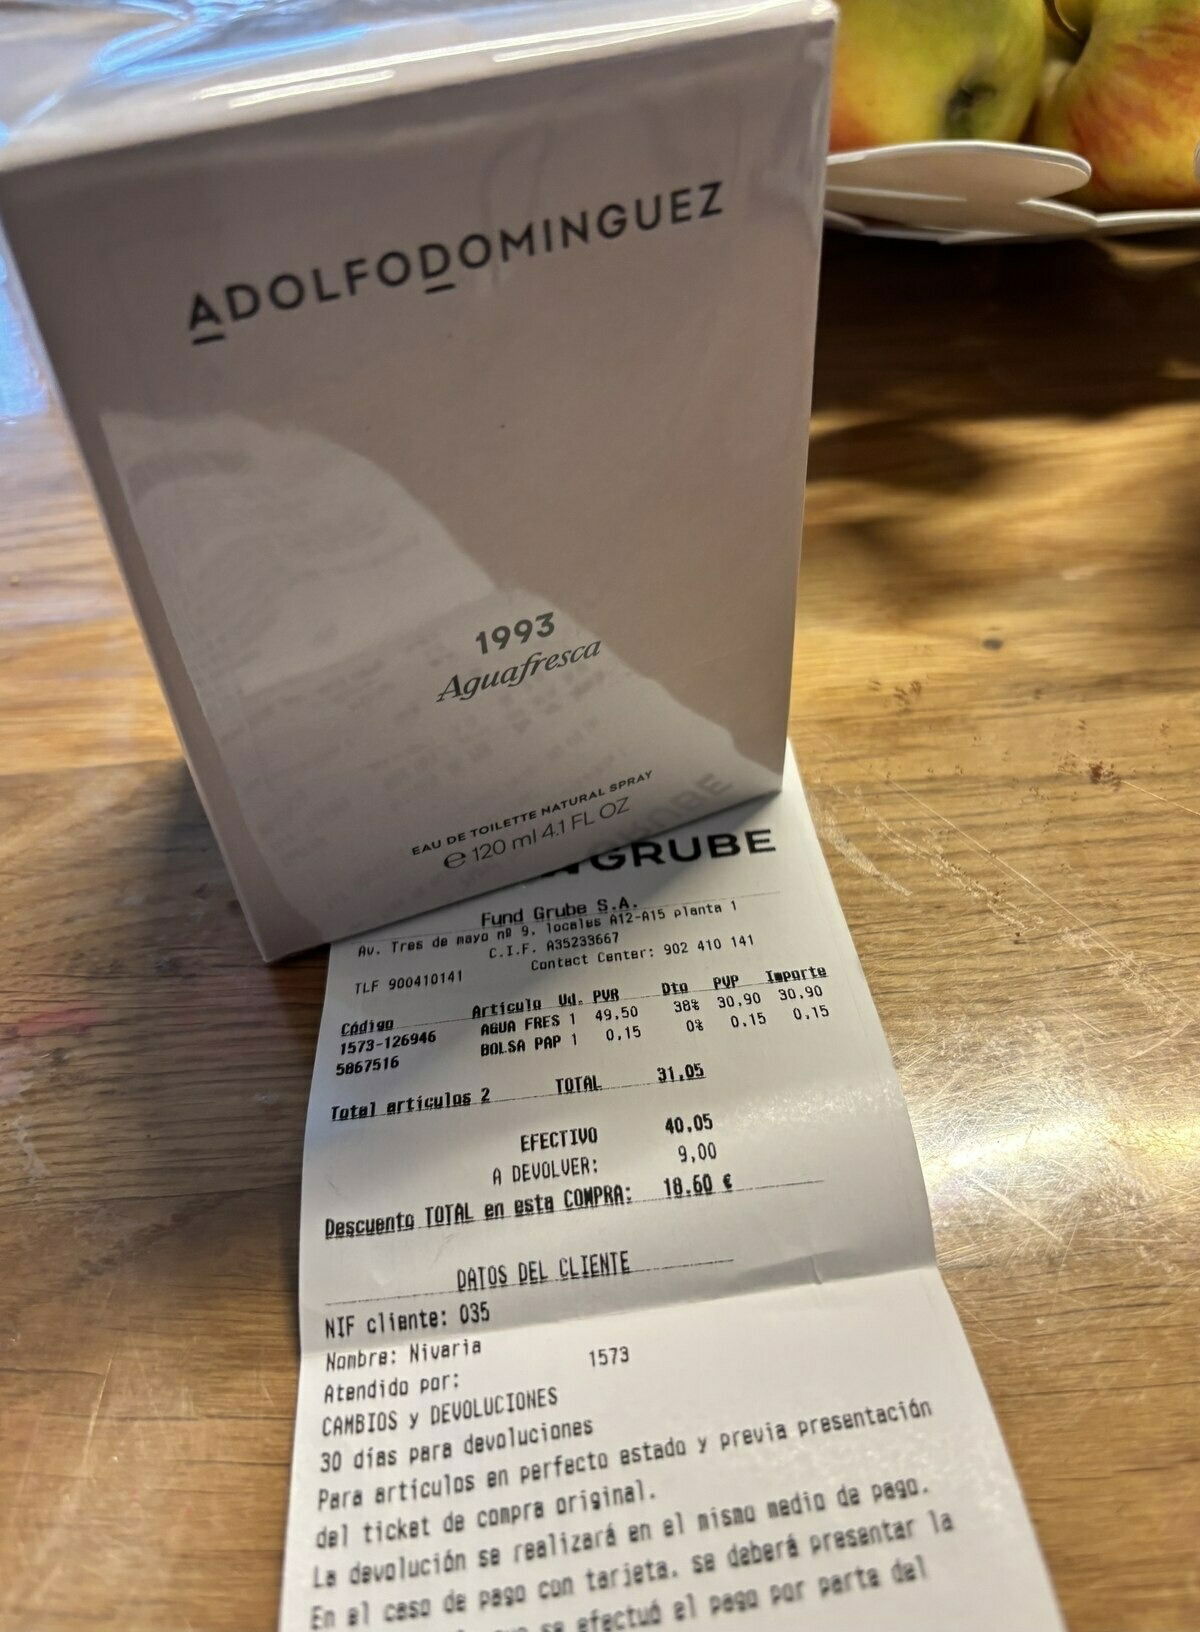 ADOLFODOMINGUEZ
1993
Aguafresca
EAU DE TOILETTE NATURAL SPRAY
e 120 ml 4.1 FL OZ
GRUBE
Fund Grube S.A.
Av. Tres de mayo nº 9, locales A12-A15 planta 1
C.I.F. A35233667
TLF 900410141 Contact Center: 902 410 141
Código Artículo Ud. PVR Dto PVP Importe
1573-126946 AGUA FRES 1 49,50 38% 30,90 30,90
5867516 BOLSA PAP 1 0,15 0% 0,15 0,15
Total artículos 2 TOTAL 31,05
EFECTIVO 40,05
A DEVOLVER: 9,00
Descuento TOTAL en esta COMPRA: 18,60 €
DATOS DEL CLIENTE
NIF cliente: 035
Nombre: Nivaria
Atendido por: 1573
CAMBIOS y DEVOLUCIONES
30 días para devoluciones
Para artículos en perfecto estado y previa presentación
del ticket de compra original.
La devolución se realizará en el mismo medio de pago.
En el caso de pago con tarjeta, se deberá presentar la
se efectuó el pago por parte del